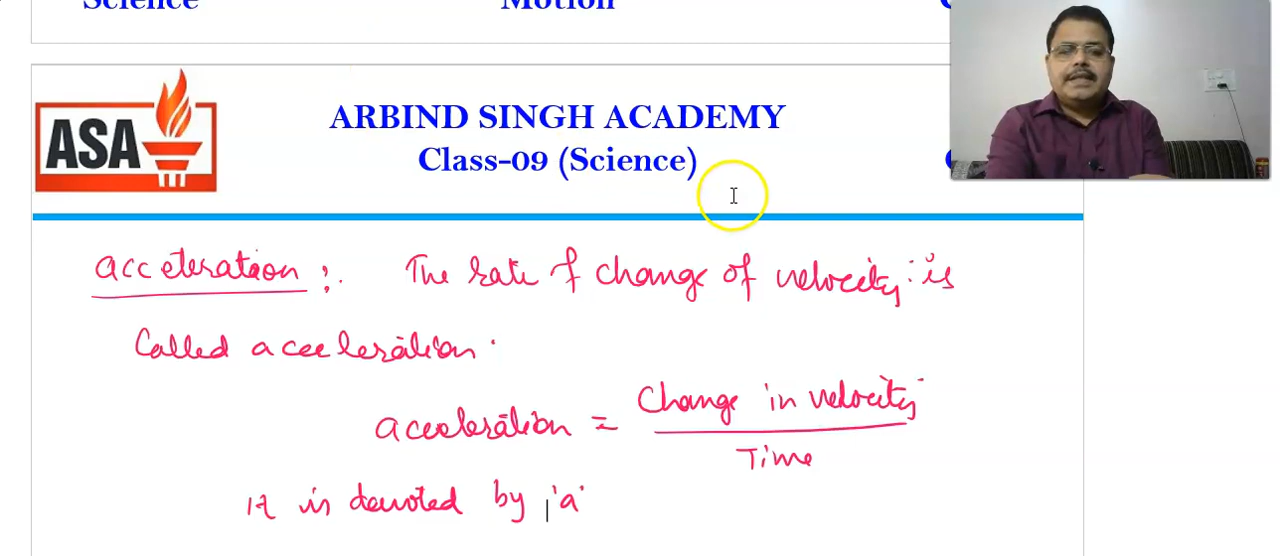 Science Motion
ASA
ARBIND SINGH ACADEMY
Class-09 (Science)
acceleration :. The rate of change of velocity is
Called acceleration.
acceleration = Change in velocity
Time
It is denoted by 'a'